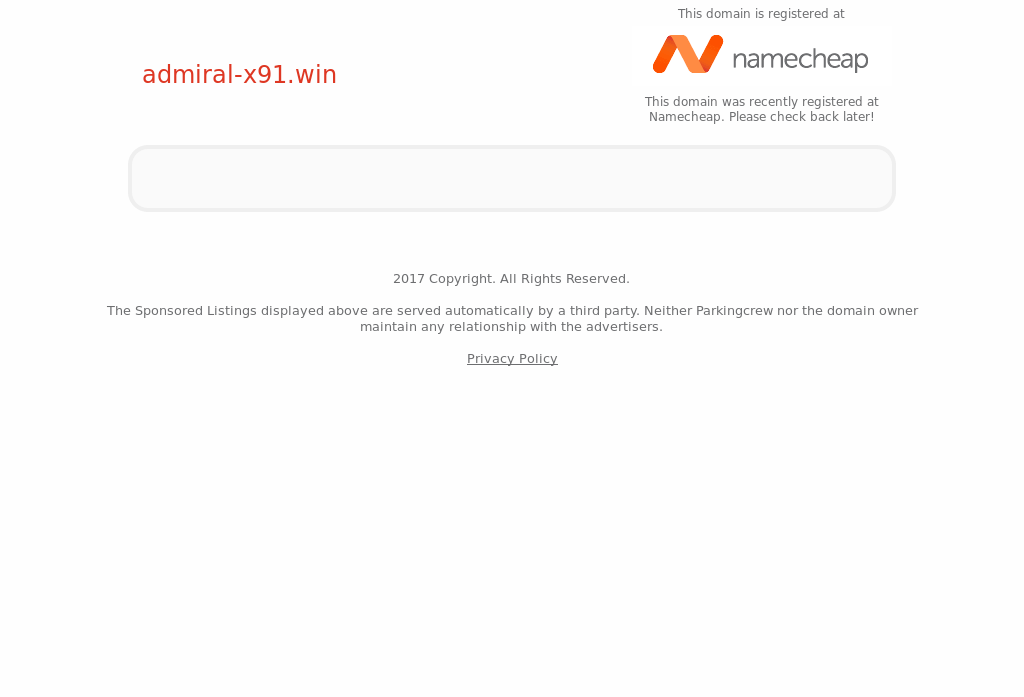 This domain is registered at
namecheap
admiral-x91.win
This domain was recently registered at
Namecheap. Please check back later!
2017 Copyright. All Rights Reserved.
The Sponsored Listings displayed above are served automatically by a third party. Neither Parkingcrew nor the domain owner
maintain any relationship with the advertisers.
Privacy Policy